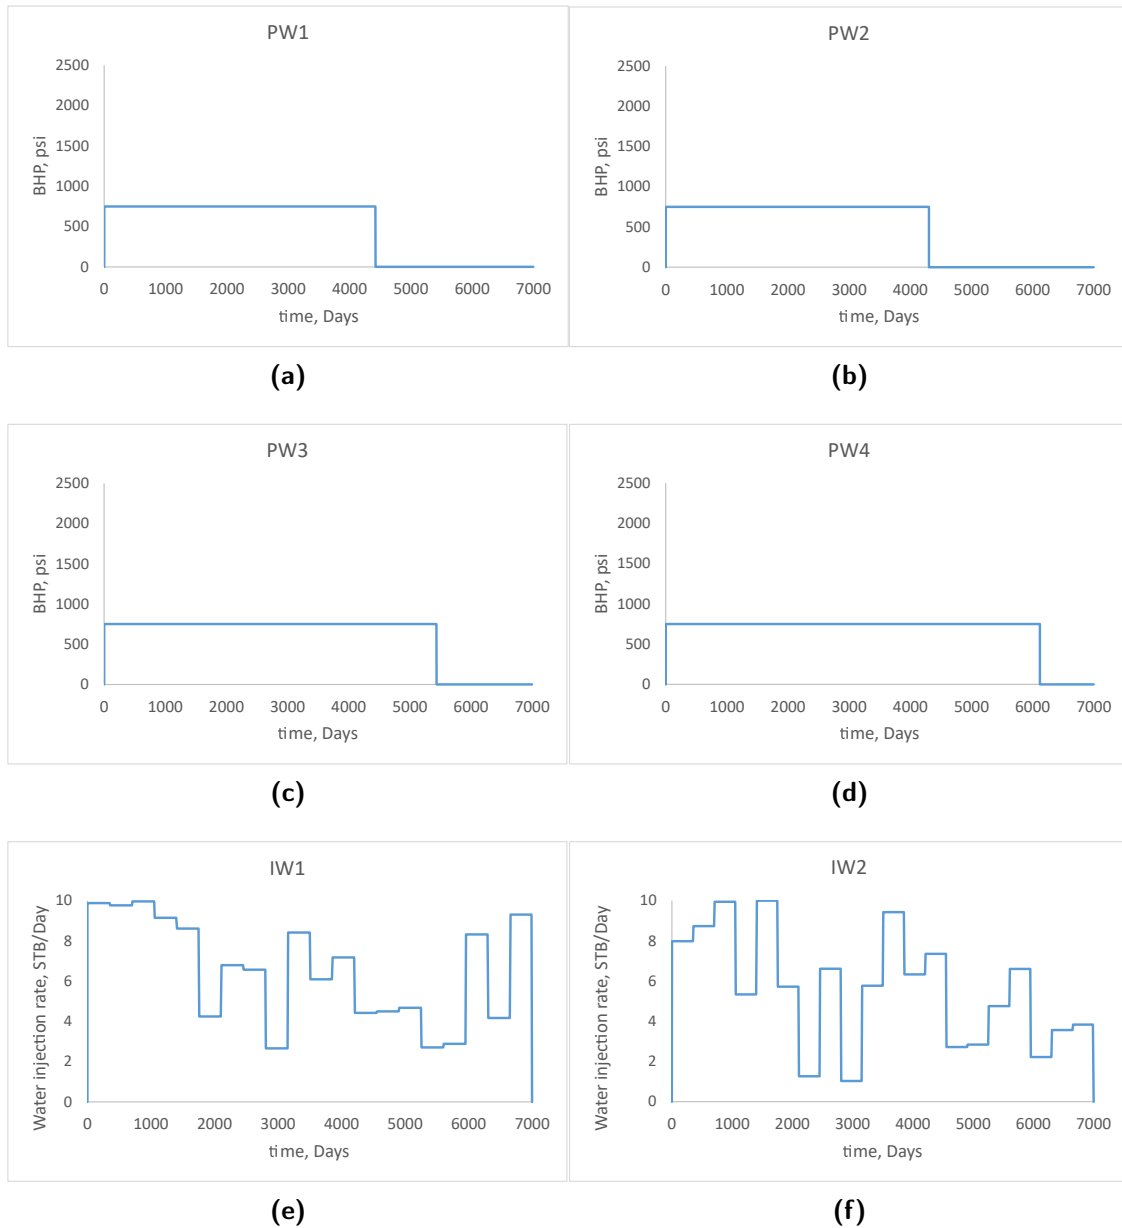 PW1
2500
2000
1500
1000
500
0
BHP, psi
0 1000 2000 3000 4000 5000 6000 7000
time, Days
(a)
PW2
2500
2000
1500
1000
500
0
BHP, psi
0 1000 2000 3000 4000 5000 6000 7000
time, Days
(b)
PW3
2500
2000
1500
1000
500
0
BHP, psi
0 1000 2000 3000 4000 5000 6000 7000
time, Days
(c)
PW4
2500
2000
1500
1000
500
0
BHP, psi
0 1000 2000 3000 4000 5000 6000 7000
time, Days
(d)
IW1
10
8
6
4
2
0
Water injection rate, STB/Day
0 1000 2000 3000 4000 5000 6000 7000
time, Days
(e)
IW2
10
8
6
4
2
0
Water injection rate, STB/Day
0 1000 2000 3000 4000 5000 6000 7000
time, Days
(f)